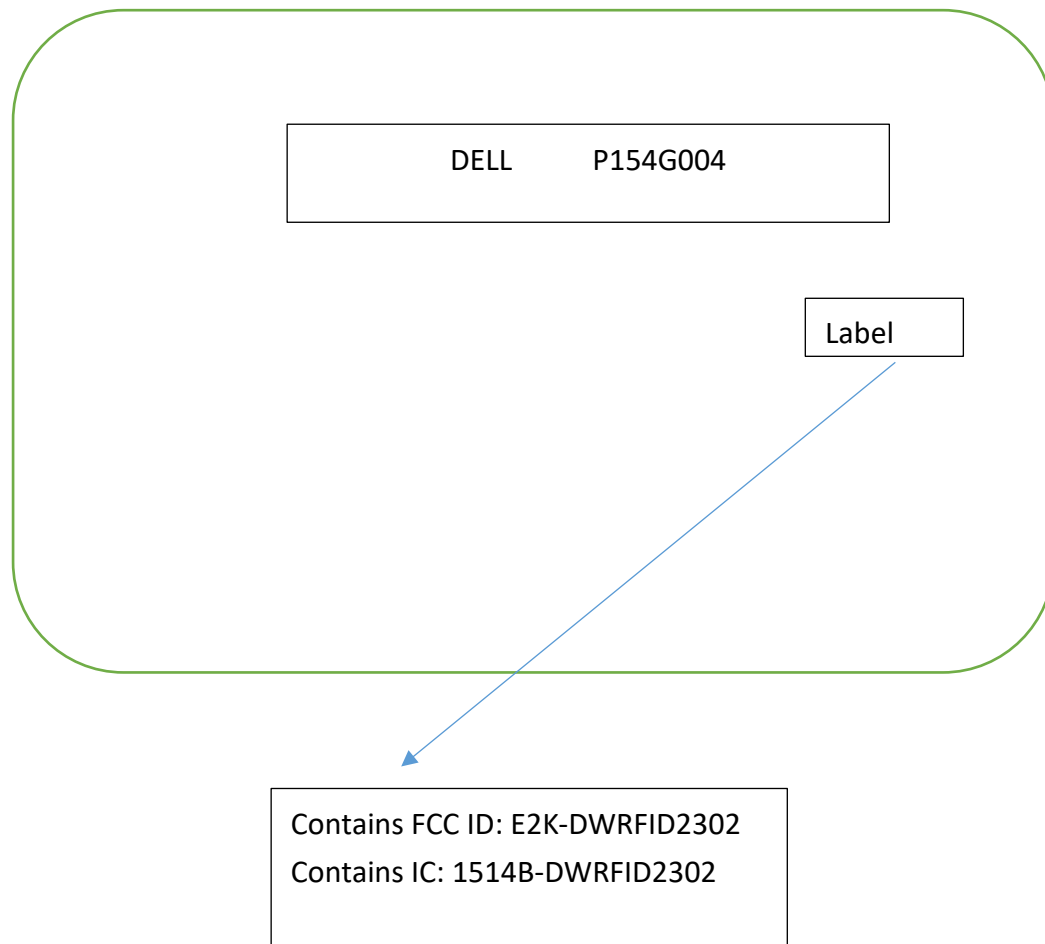 DELL P154G004
Label
Contains FCC ID: E2K-DWRFID2302
Contains IC: 1514B-DWRFID2302